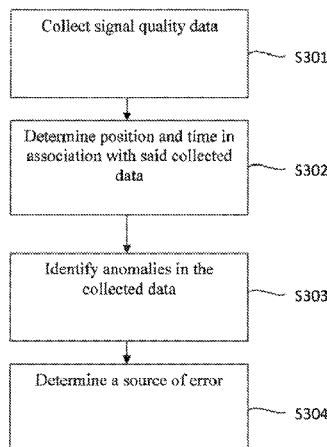 Collect signal quality data
S301
Determine position and time in
association with said collected
data
S302
Identify anomalies in the
collected data
S303
Determine a source of error
S304